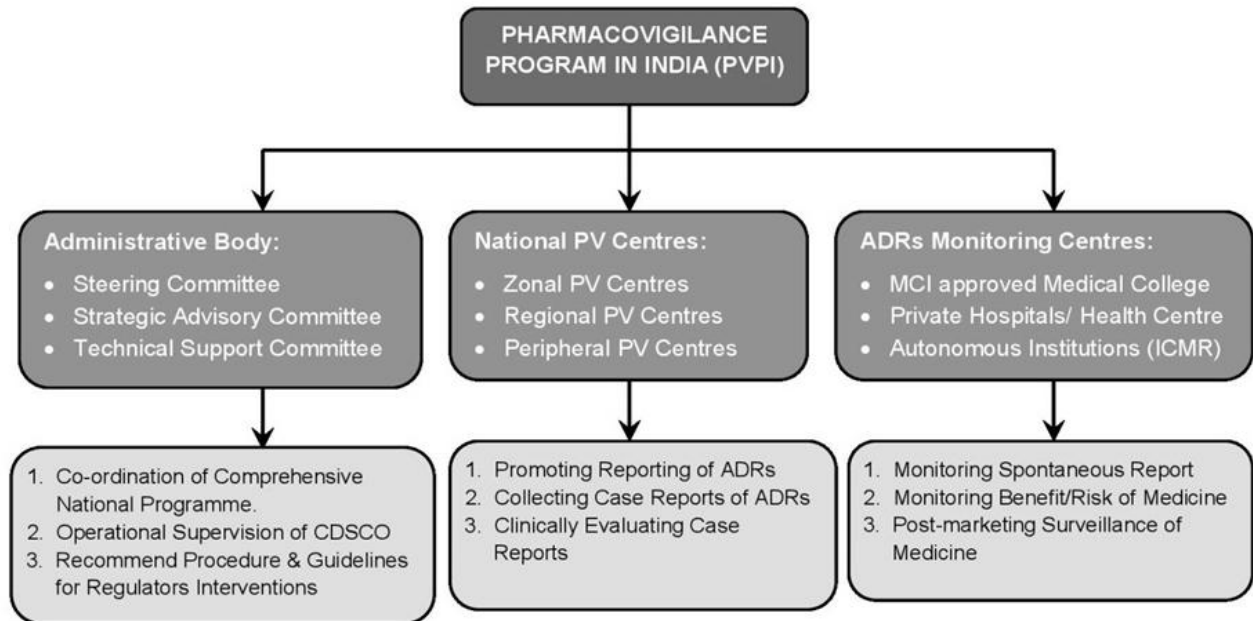 PHARMACOVIGILANCE
PROGRAM IN INDIA (PVPI)
Administrative Body:
• Steering Committee
• Strategic Advisory Committee
• Technical Support Committee
National PV Centres:
• Zonal PV Centres
• Regional PV Centres
• Peripheral PV Centres
ADRs Monitoring Centres:
• MCI approved Medical College
• Private Hospitals/ Health Centre
• Autonomous Institutions (ICMR)
1. Co-ordination of Comprehensive
National Programme.
2. Operational Supervision of CDSCO
3. Recommend Procedure & Guidelines
for Regulators Interventions
1. Promoting Reporting of ADRs
2. Collecting Case Reports of ADRs
3. Clinically Evaluating Case
Reports
1. Monitoring Spontaneous Report
2. Monitoring Benefit/Risk of Medicine
3. Post-marketing Surveillance of
Medicine